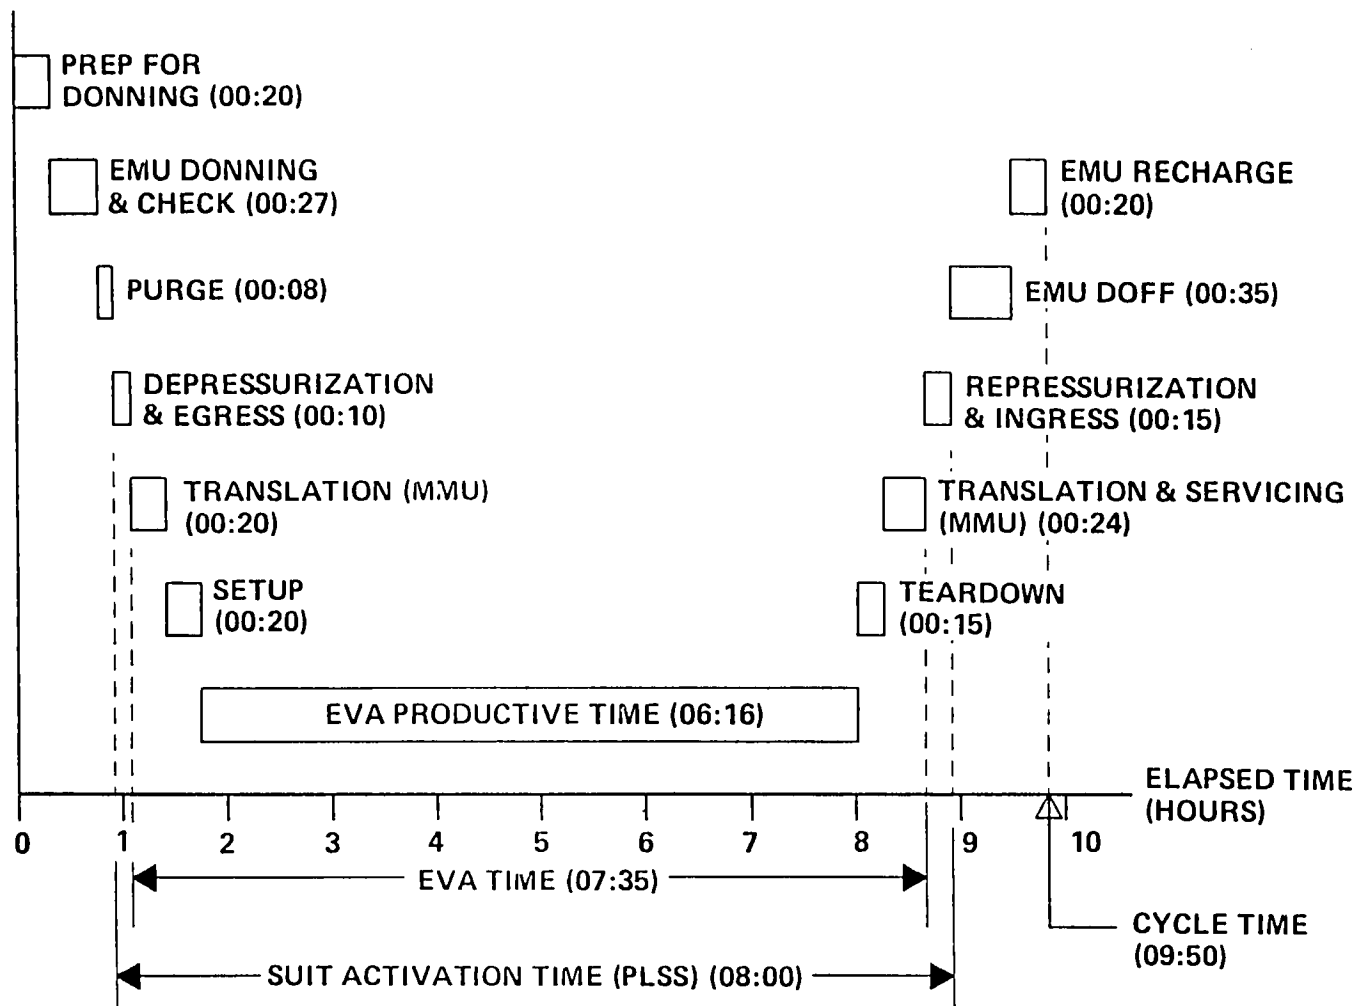 PREP FOR
DONNING (00:20)
EMU DONNING
& CHECK (00:27)
EMU RECHARGE
(00:20)
PURGE (00:08)
EMU DOFF (00:35)
DEPRESSURIZATION
& EGRESS (00:10)
REPRESSURIZATION
& INGRESS (00:15)
TRANSLATION (MMU)
(00:20)
TRANSLATION & SERVICING
(MMU) (00:24)
SETUP
(00:20)
TEARDOWN
(00:15)
EVA PRODUCTIVE TIME (06:16)
ELAPSED TIME
(HOURS)
0 1 2 3 4 5 6 7 8 9 10
EVA TIME (07:35)
CYCLE TIME
(09:50)
SUIT ACTIVATION TIME (PLSS) (08:00)